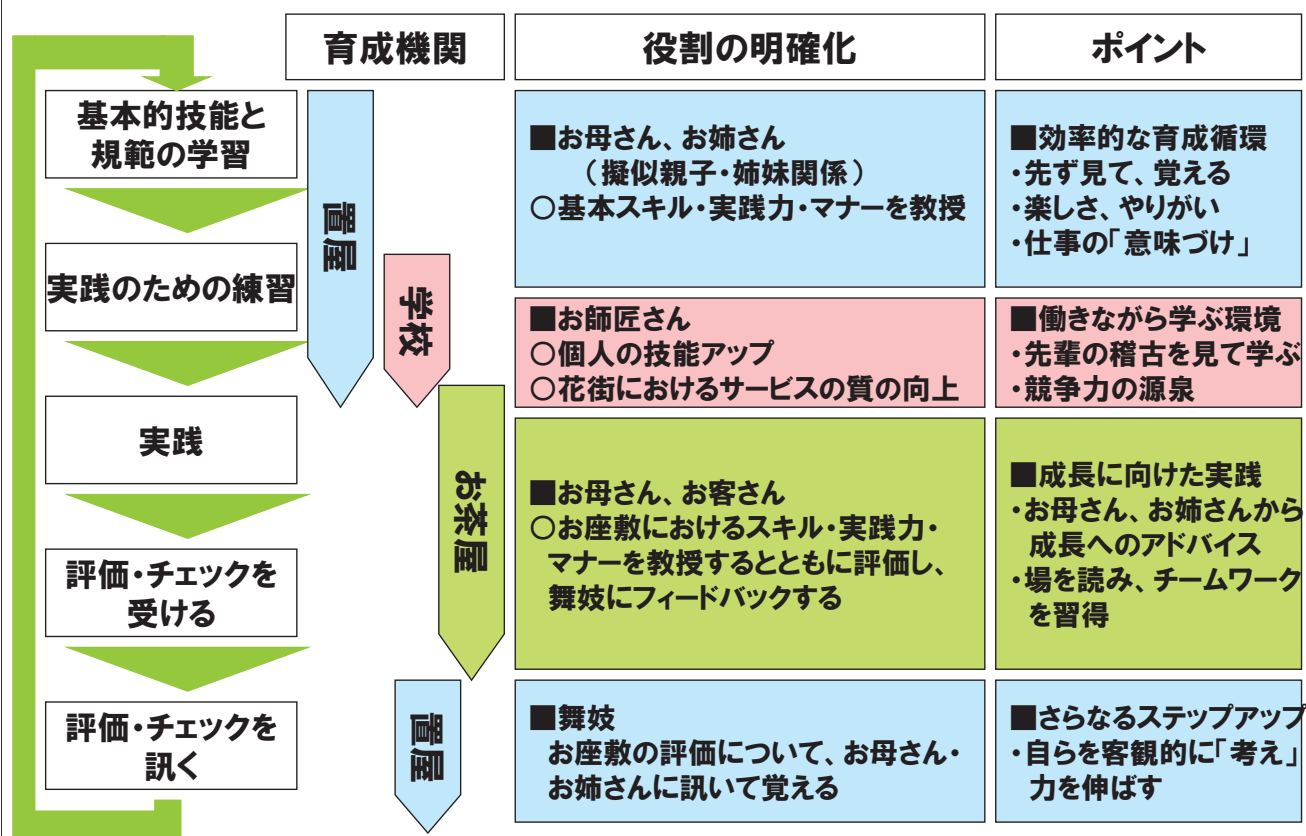 育成機関
役割の明確化
ポイント
基本的技能と
規範の学習
実践のための練習
実践
評価・チェックを
受ける
評価・チェックを
訊く
置屋
学校
お茶屋
置屋
■お母さん、お姉さん
（擬似親子・姉妹関係）
○基本スキル・実践力・マナーを教授
■効率的な育成循環
・先ず見て、覚える
・楽しさ、やりがい
・仕事の「意味づけ」
■お師匠さん
○個人の技能アップ
○花街におけるサービスの質の向上
■働きながら学ぶ環境
・先輩の稽古を見て学ぶ
・競争力の源泉
■お母さん、お客さん
○お座敷におけるスキル・実践力・
マナーを教授するとともに評価し、
舞妓にフィードバックする
■成長に向けた実践
・お母さん、お姉さんから
成長へのアドバイス
・場を読み、チームワーク
を習得
■舞妓
お座敷の評価について、お母さん・
お姉さんに訊いて覚える
■さらなるステップアップ
・自らを客観的に「考え」
力を伸ばす